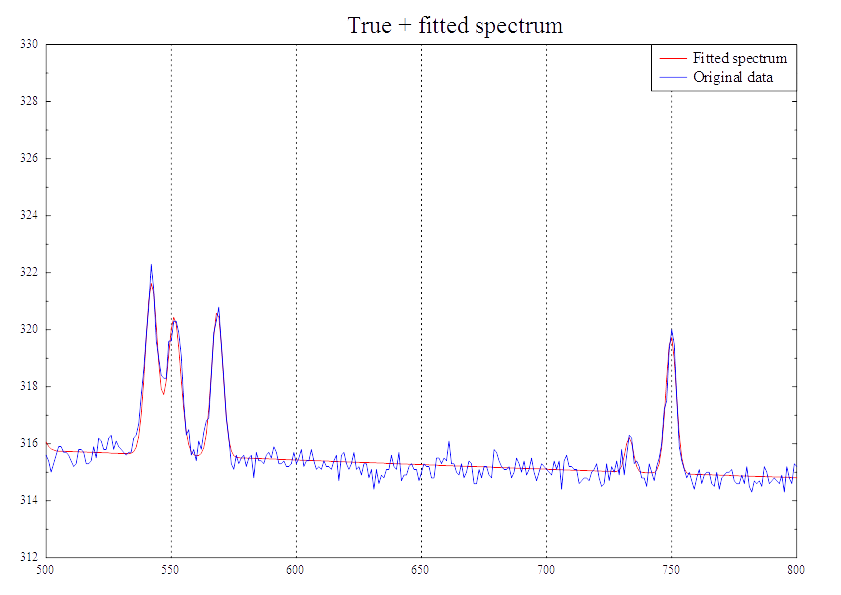 True + fitted spectrum
330
Fitted spectrum
Original data
328
326
324
322
320
318
316
314
312
500 550 600 650 700 750 800